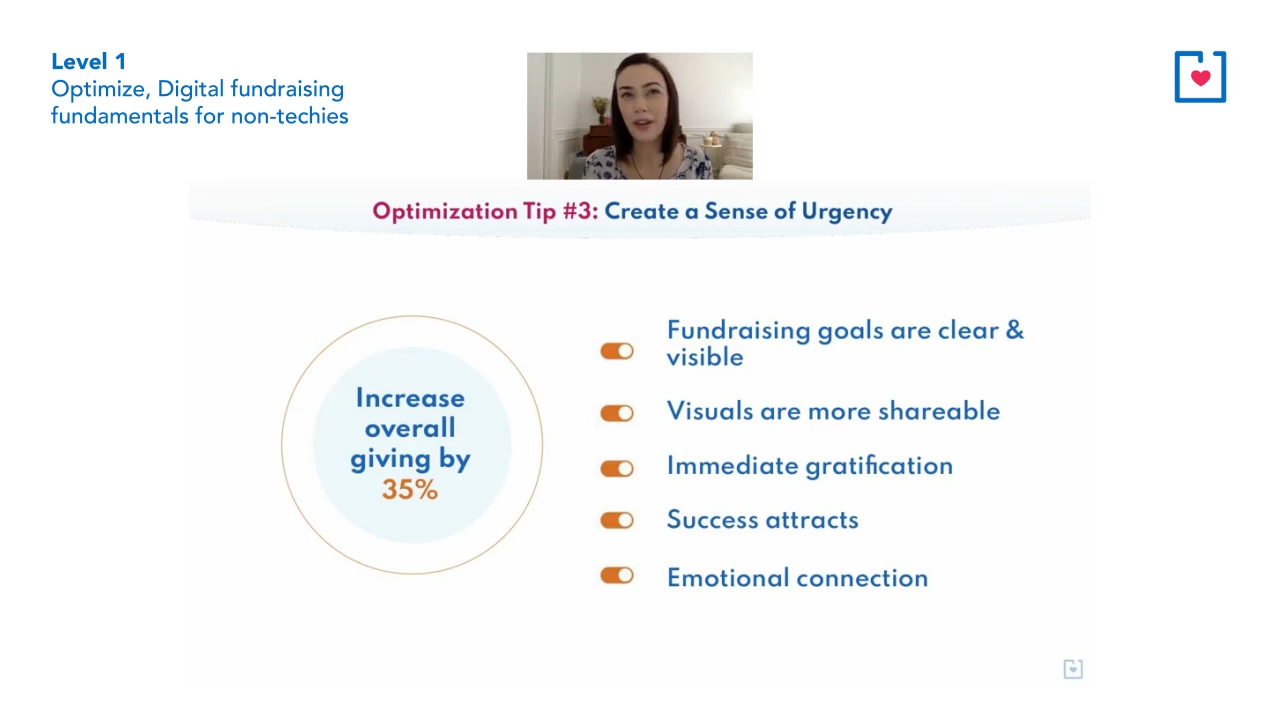 Level 1
Optimize, Digital fundraising
fundamentals for non-techies
Optimization Tip #3: Create a Sense of Urgency
Increase
overall
giving by
35%
Fundraising goals are clear &
visible
Visuals are more shareable
Immediate gratification
Success attracts
Emotional connection